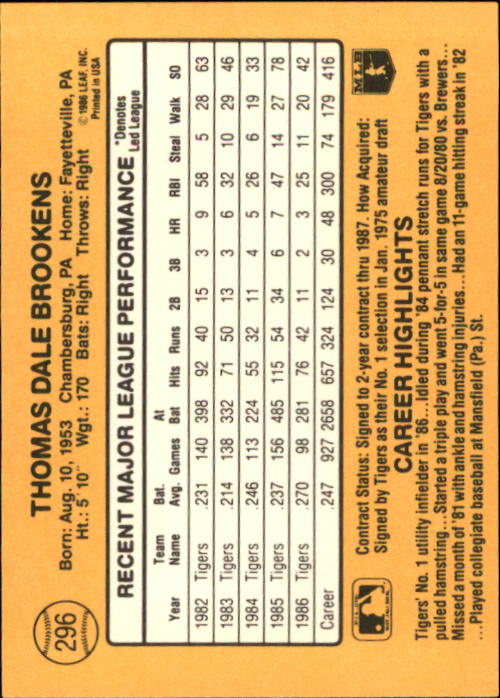 296
THOMAS DALE BROOKENS
Born: Aug. 10, 1953 Chambersburg, PA Home: Fayetteville, PA
Ht.: 5' 10" Wgt.: 170 Bats: Right Throws: Right
© 1986 LEAF, INC.
Printed in USA
RECENT MAJOR LEAGUE PERFORMANCE
*Denotes Led League
Year Team Name Bat. Avg. Games At Bat Hits Runs 2B 3B HR RBI Steal Walk SO
1982 Tigers .231 140 398 92 40 15 3 9 58 5 28 63
1983 Tigers .214 138 332 71 50 13 3 6 32 10 29 46
1984 Tigers .246 113 224 55 32 11 4 5 26 6 19 33
1985 Tigers .237 156 485 115 54 34 6 7 47 14 27 78
1986 Tigers .270 98 281 76 42 11 2 3 25 11 20 42
Career .247 927 2658 657 324 124 30 48 300 74 179 416
Contract Status: Signed to 2-year contract thru 1987. How Acquired:
Signed by Tigers as their No. 1 selection in Jan. 1975 amateur draft
MLB
CAREER HIGHLIGHTS
Tigers' No. 1 utility infielder in '86...Idled during '84 pennant stretch runs for Tigers with a
pulled hamstring...Started a triple play and went 5-for-5 in same game 8/20/80 vs. Brewers...
Missed a month of '81 with ankle and hamstring injuries...Had an 11-game hitting streak in '82
...Played collegiate baseball at Mansfield (Pa.) St.